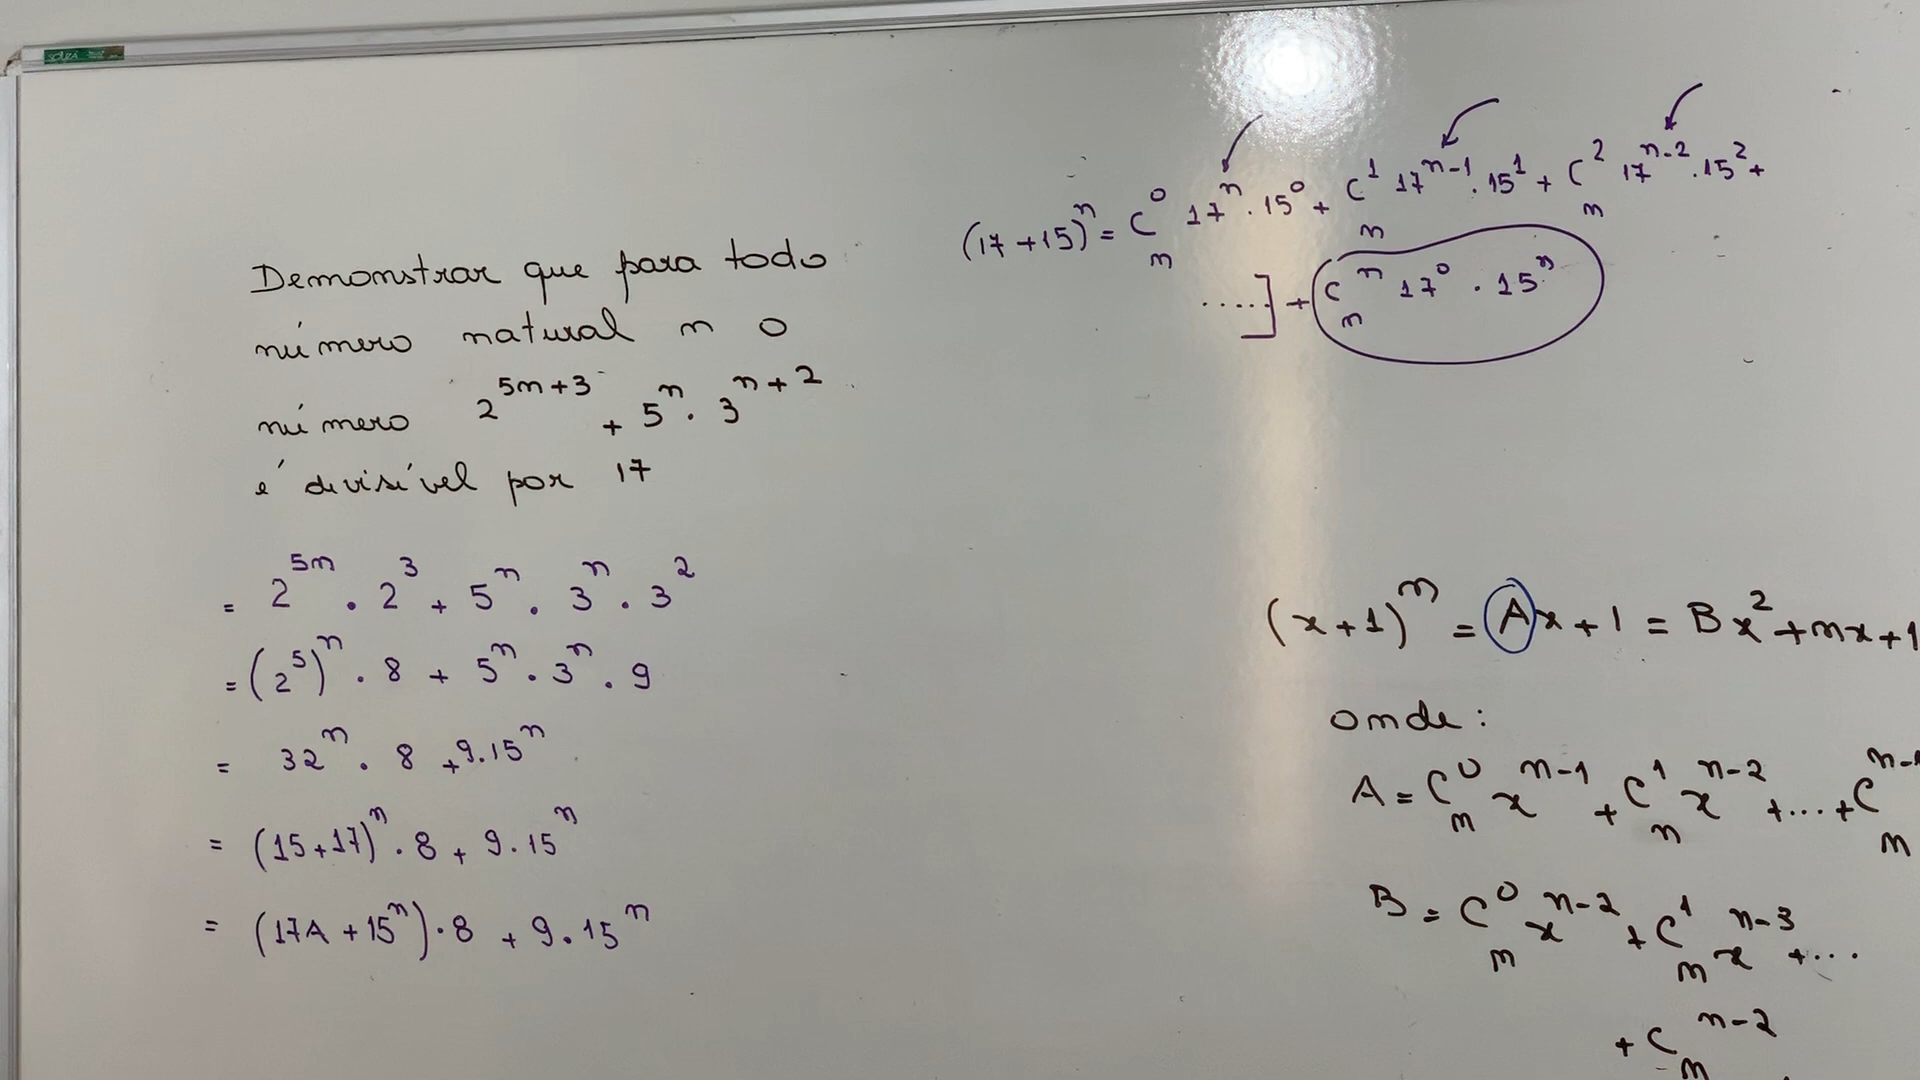 SOUZA
Demonstrar que para todo
número natural n o
número 2^{5n+3} + 5^n · 3^{n+2}
é divisível por 17
= 2^{5n} · 2^3 + 5^n · 3^n · 3^2
= (2^5)^n · 8 + 5^n · 3^n · 9
= 32^n · 8 + 9 · 15^n
= (15+17)^n · 8 + 9 · 15^n
= (17A + 15^n) · 8 + 9 · 15^n
(17+15)^n = C_n^0 17^n · 15^0 + C_n^1 17^{n-1} · 15^1 + C_n^2 17^{n-2} · 15^2 +
.....] + C_n^n 17^0 · 15^n
(x+1)^n = Ax + 1 = Bx^2 + nx + 1
onde:
A = C_n^0 x^{n-1} + C_n^1 x^{n-2} + ... + C_n^{n-
B = C_n^0 x^{n-2} + C_n^1 x^{n-3} + ...
+ C_n^{n-2}